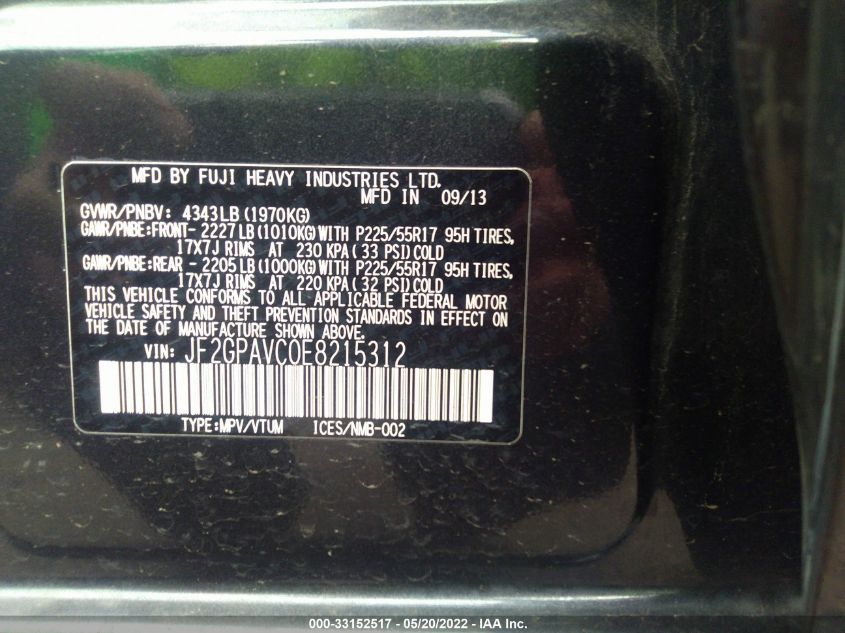 MFD BY FUJI HEAVY INDUSTRIES LTD.
MFD IN 09/13
GVWR/PNBV: 4343LB (1970KG)
GAWR/PNBE:FRONT- 2227LB (1010KG) WITH P225/55R17 95H TIRES,
17X7J RIMS AT 230 KPA (33 PSI) COLD
GAWR/PNBE:REAR - 2205LB (1000KG) WITH P225/55R17 95H TIRES,
17X7J RIMS AT 220 KPA (32 PSI) COLD
THIS VEHICLE CONFORMS TO ALL APPLICABLE FEDERAL MOTOR
VEHICLE SAFETY AND THEFT PREVENTION STANDARDS IN EFFECT ON
THE DATE OF MANUFACTURE SHOWN ABOVE.
VIN: JF2GPAVC0E8215312
TYPE:MPV/VTUM ICES/NMB-002
000-33152517 - 05/20/2022 - IAA Inc.